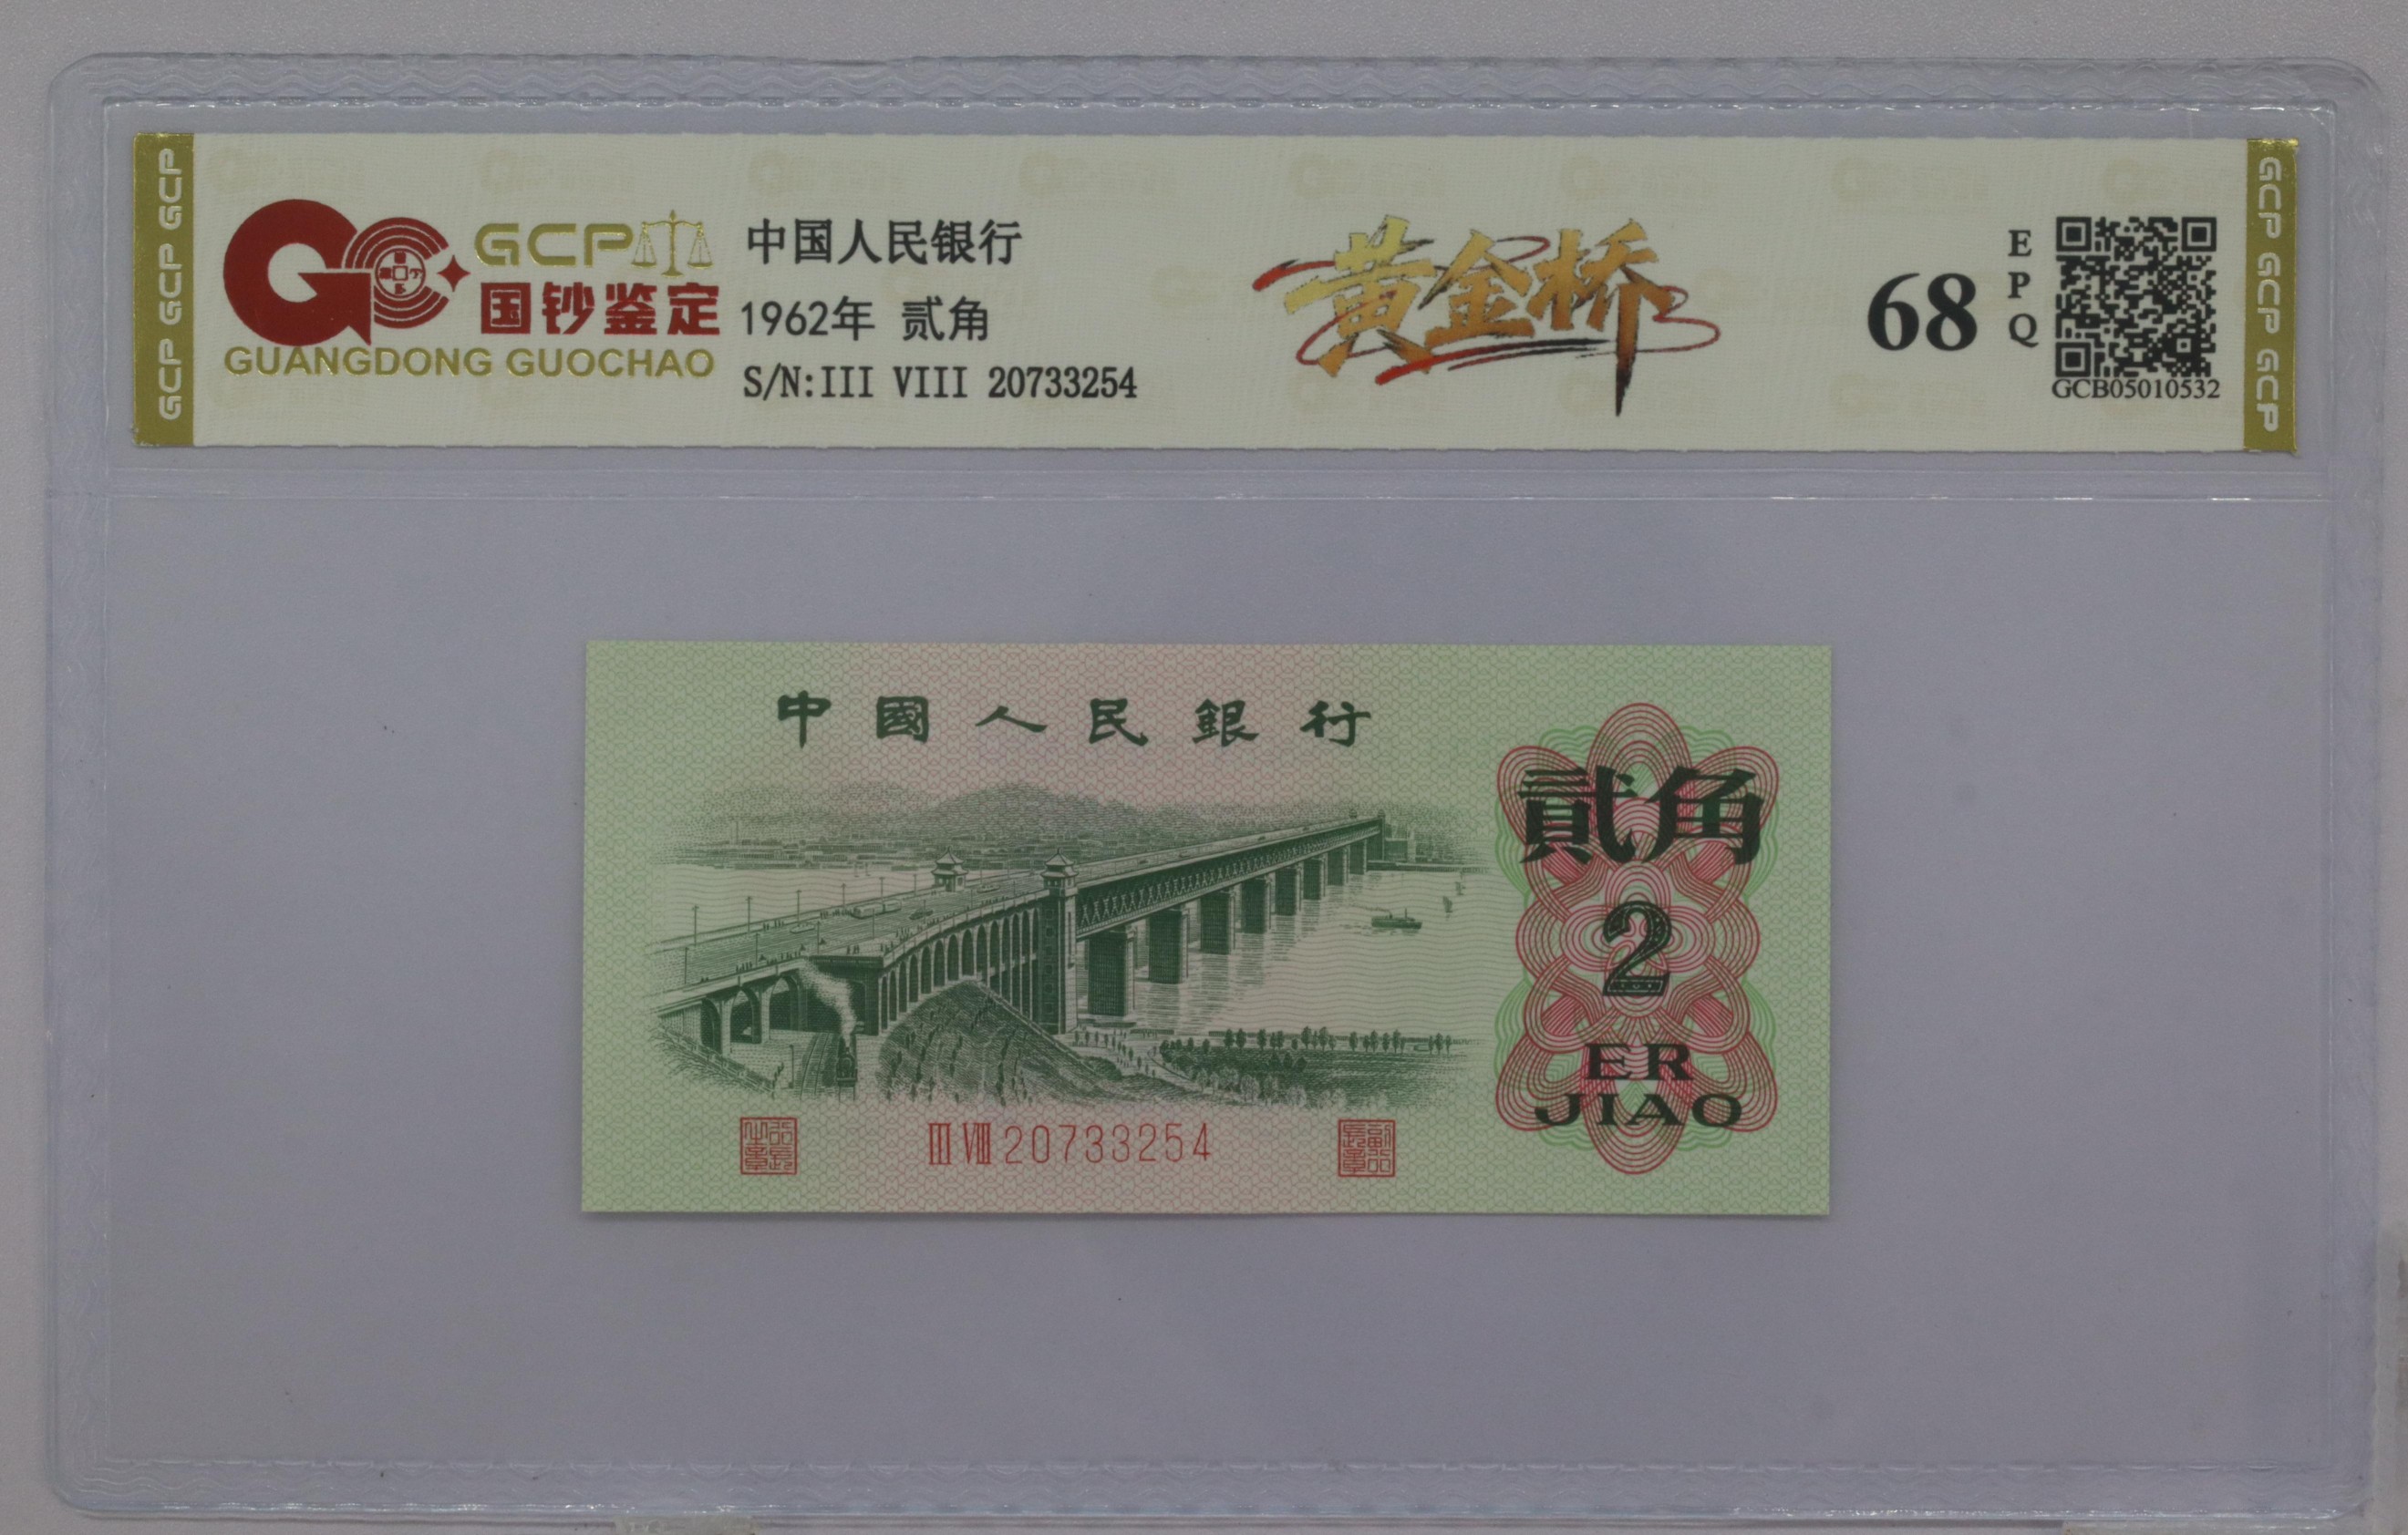 GCP GCP GCP
GCP
国钞鉴定
GUANGDONG GUOCHAO
中国人民银行
1962年 贰角
S/N:III VIII 20733254
黄金桥
68
EPQ
GCB05010532
GCP GCP GCP
中國人民銀行
貳角
2
ER
JIAO
III VIII 20733254